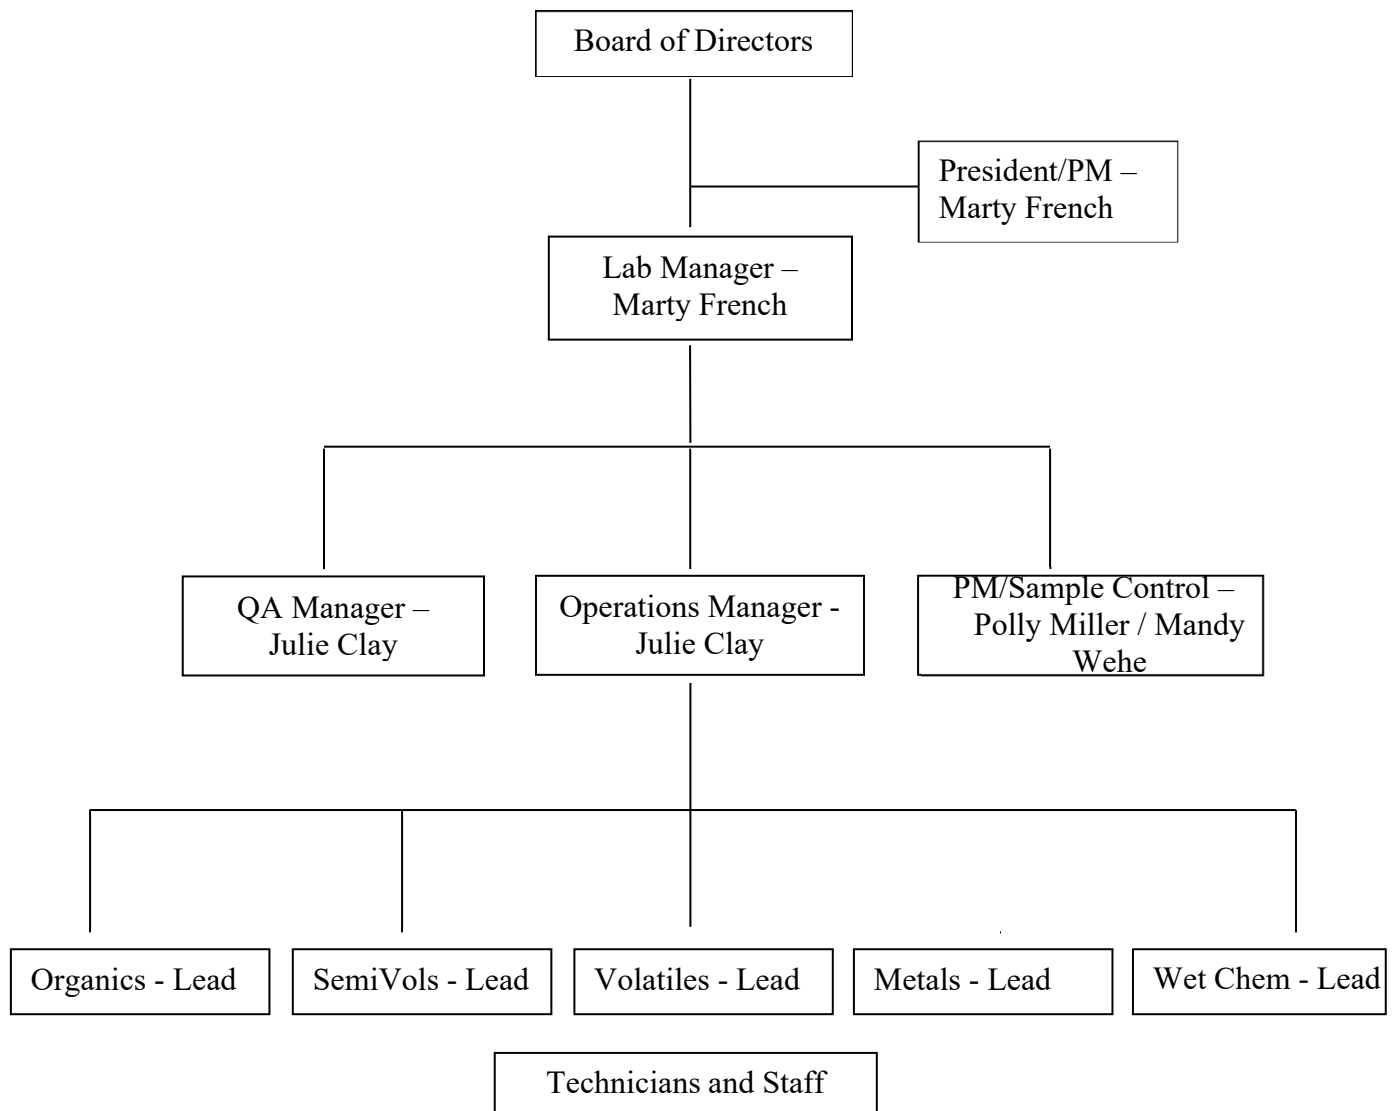 Board of Directors
President/PM –
Marty French
Lab Manager –
Marty French
QA Manager –
Julie Clay
Operations Manager -
Julie Clay
PM/Sample Control –
Polly Miller / Mandy
Wehe
Organics - Lead
SemiVols - Lead
Volatiles - Lead
Metals - Lead
Wet Chem - Lead
Technicians and Staff